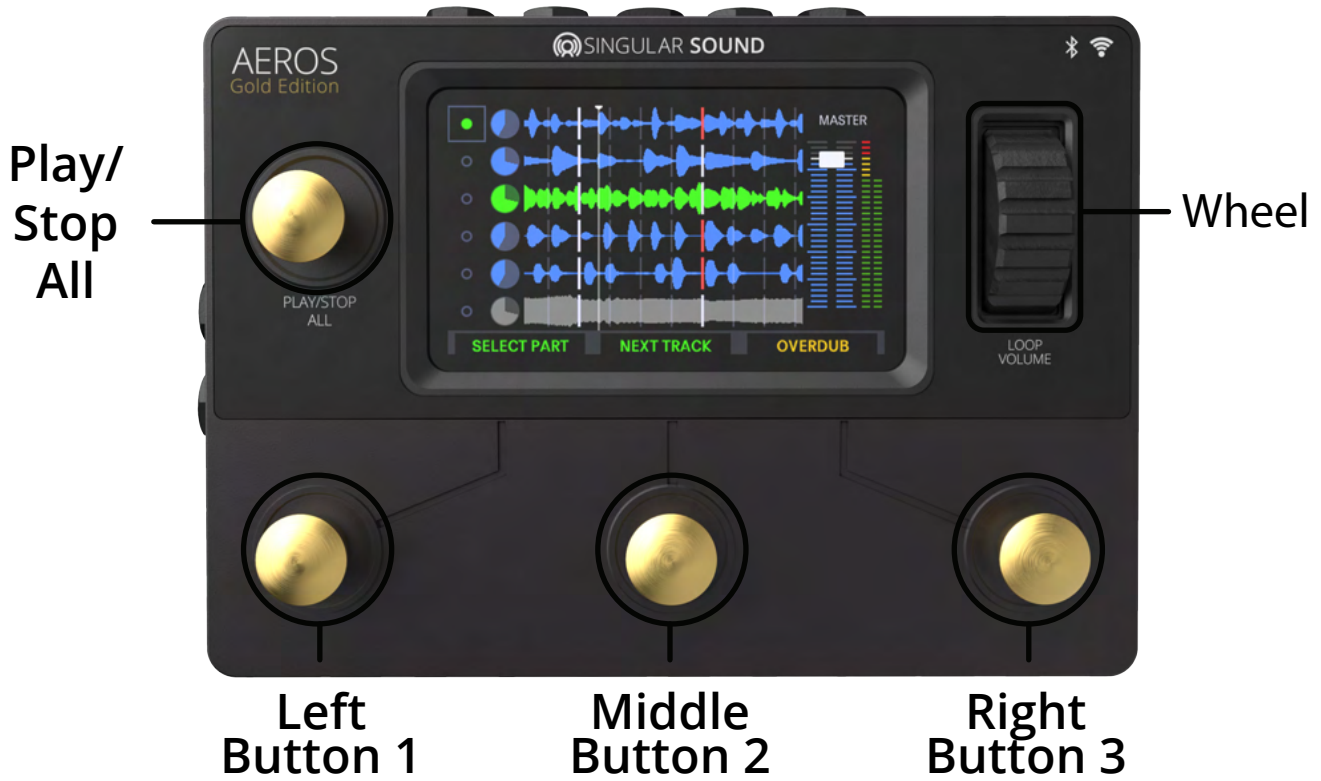 AEROS
Gold Edition
SINGULAR SOUND
MASTER
Play/
Stop
All
PLAY/STOP
ALL
SELECT PART
NEXT TRACK
OVERDUB
LOOP
VOLUME
Wheel
Left
Button 1
Middle
Button 2
Right
Button 3